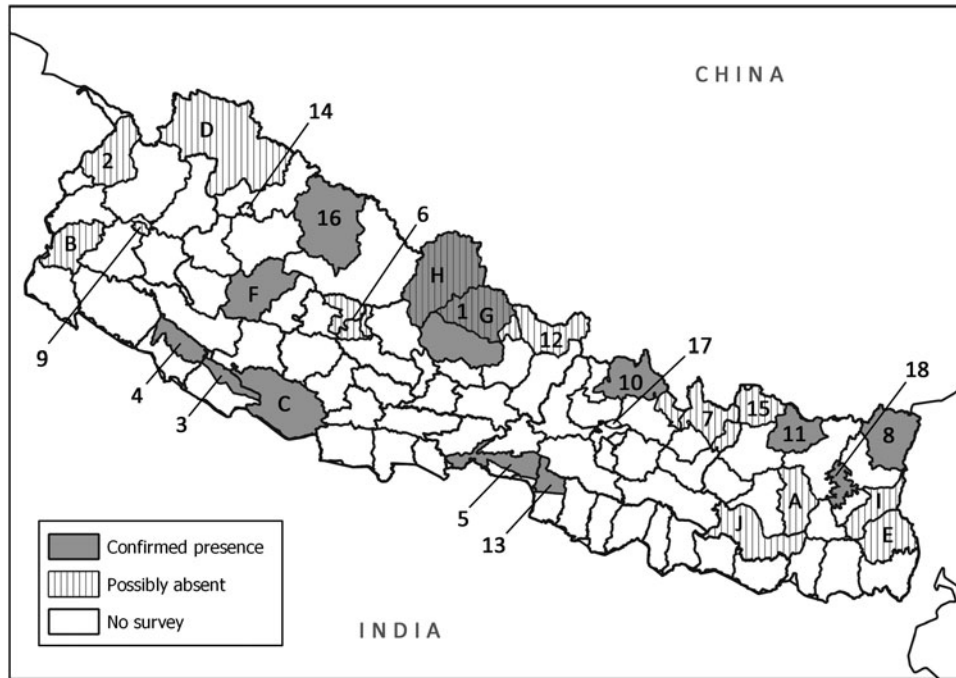 CHINA
14
D
2
16
6
B
H
F
1
G
12
9
17
10
18
4
15
3
C
7
11
8
5
A
I
13
J
E
Confirmed presence
Possibly absent
No survey
INDIA